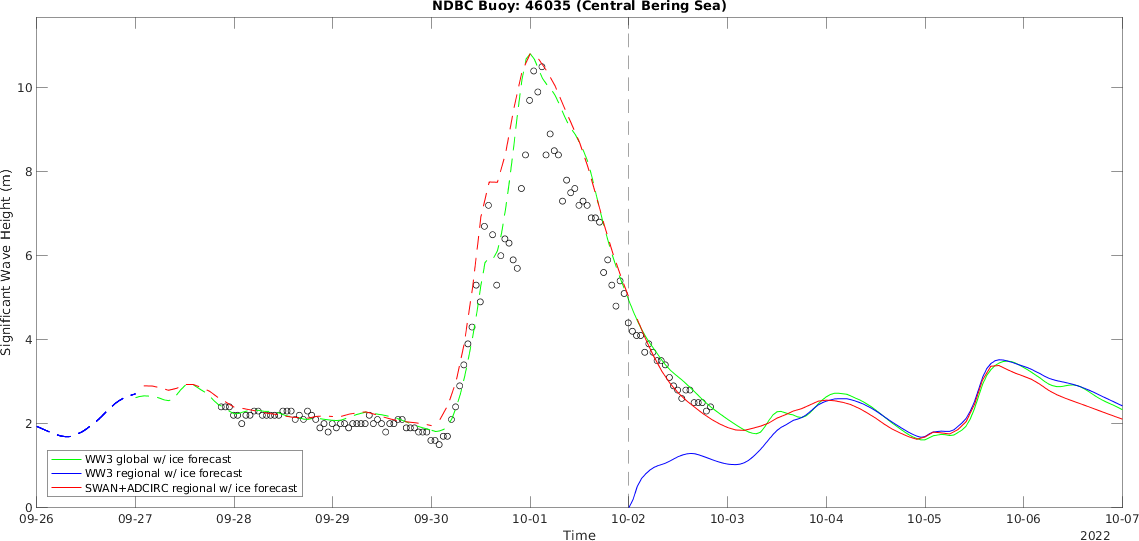 NDBC Buoy: 46035 (Central Bering Sea)
Significant Wave Height (m)
10
8
6
4
2
0
WW3 global w/ ice forecast
WW3 regional w/ ice forecast
SWAN+ADCIRC regional w/ ice forecast
09-26 09-27 09-28 09-29 09-30 10-01 10-02 10-03 10-04 10-05 10-06 10-07
Time
2022